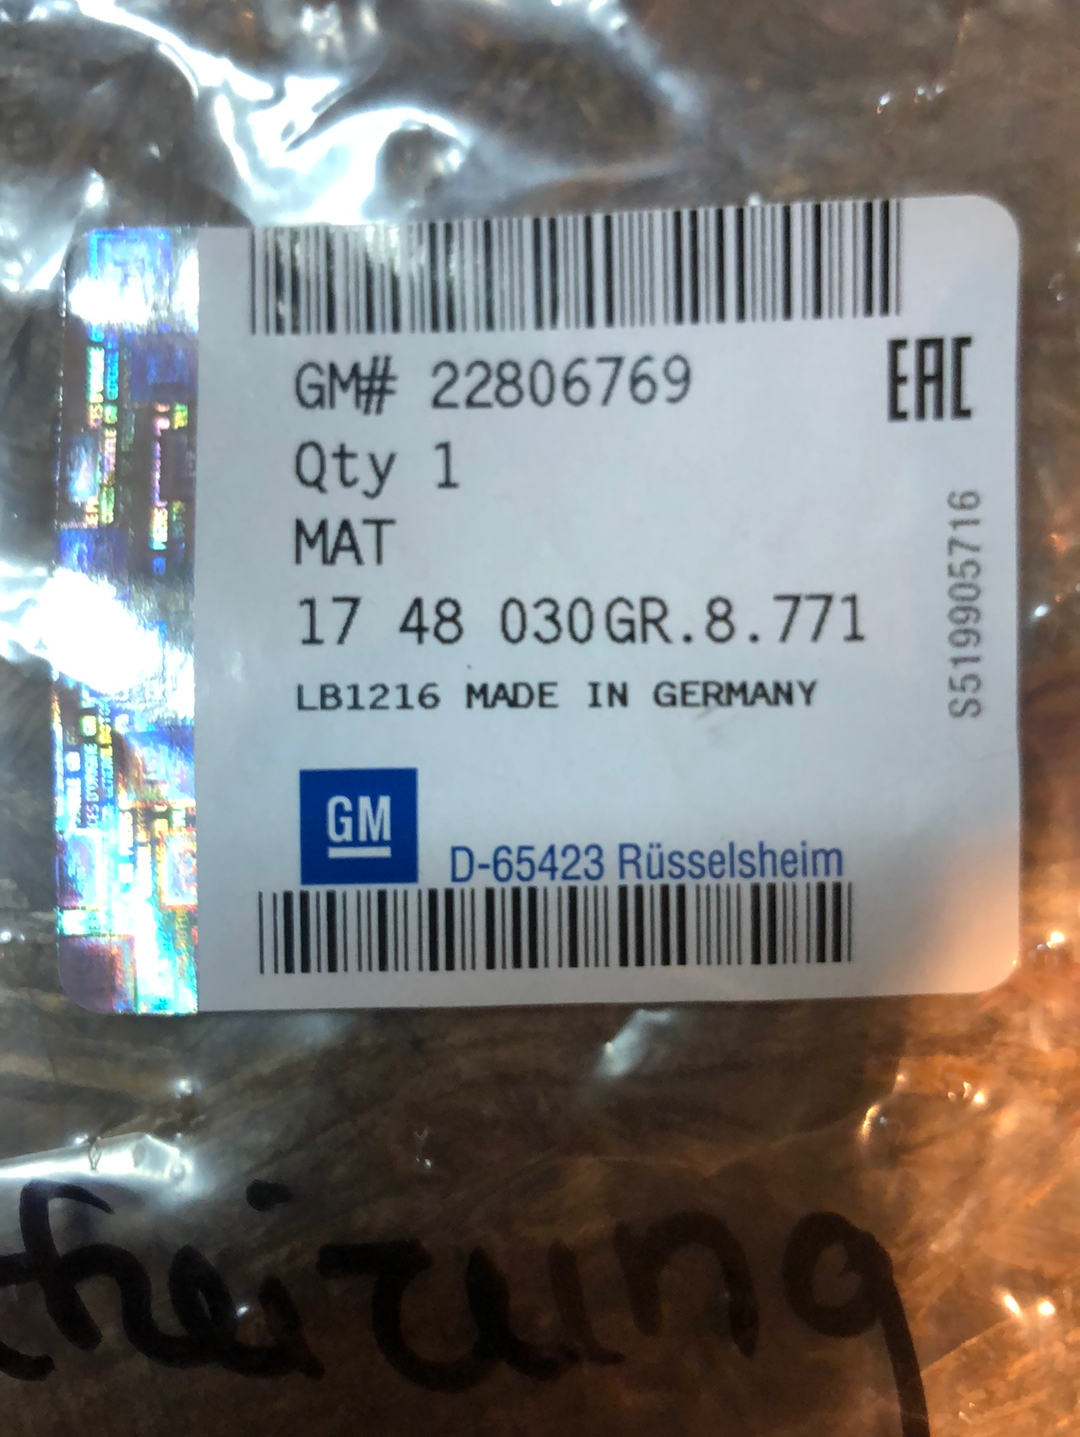 GM# 22806769
EAC
Qty 1
MAT
17 48 030GR.8.771
LB1216 MADE IN GERMANY
S519905716
GM
D-65423 Rüsselsheim